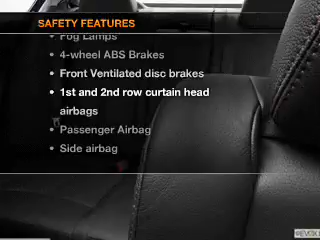 SAFETY FEATURES
• Fog Lamps
• 4-wheel ABS Brakes
• Front Ventilated disc brakes
• 1st and 2nd row curtain head
airbags
• Passenger Airbag
• Side airbag